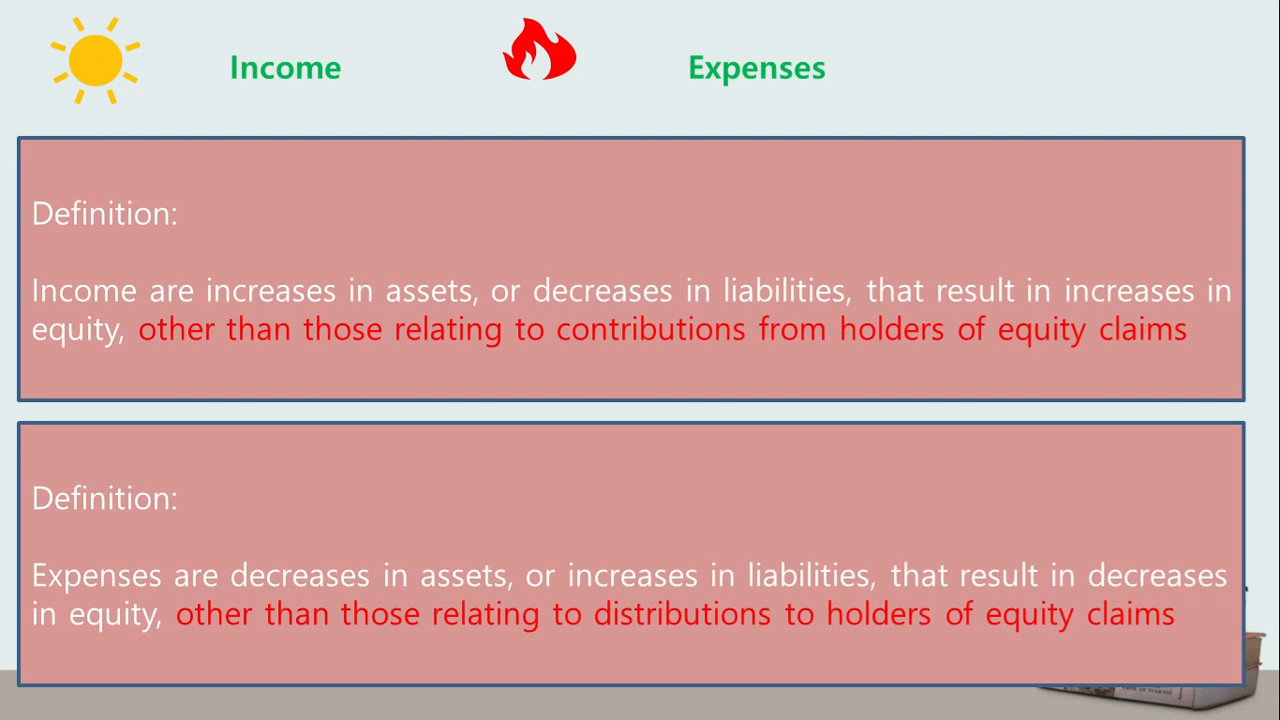 Income
Expenses
Definition:
Income are increases in assets, or decreases in liabilities, that result in increases in
equity, other than those relating to contributions from holders of equity claims
Definition:
Expenses are decreases in assets, or increases in liabilities, that result in decreases
in equity, other than those relating to distributions to holders of equity claims